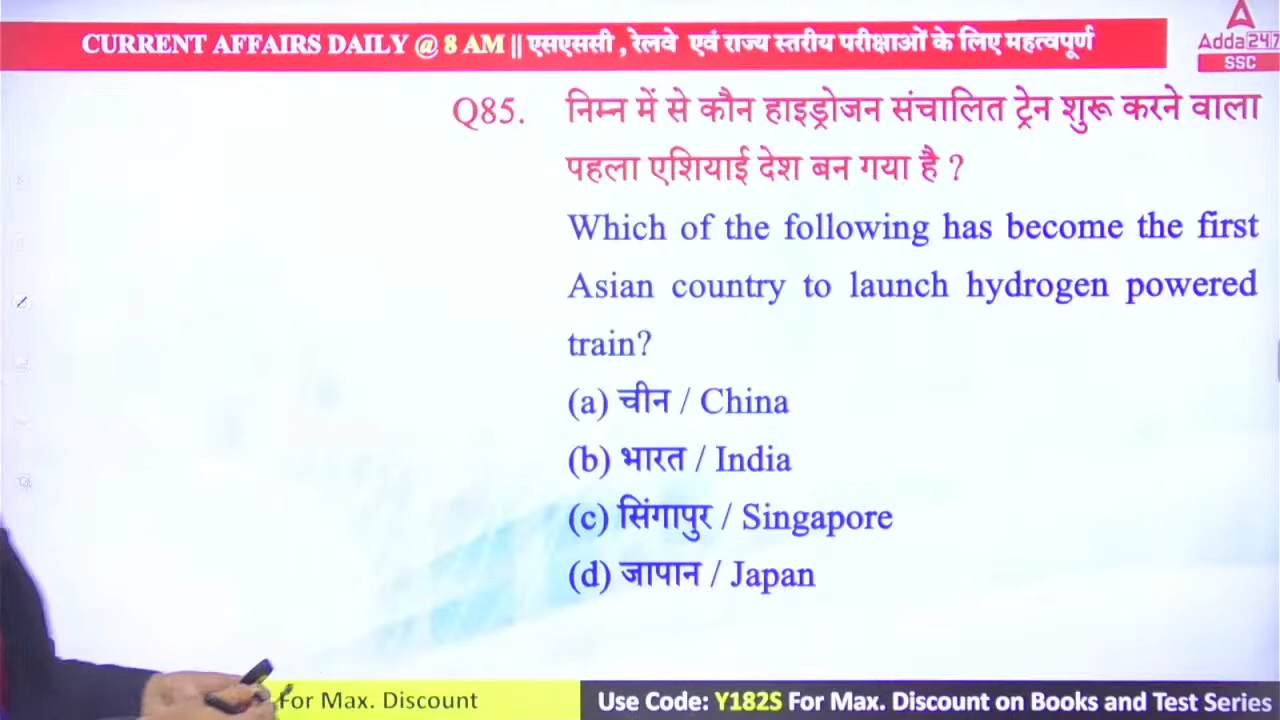 CURRENT AFFAIRS DAILY @ 8 AM || एसएससी , रेलवे एवं राज्य स्तरीय परीक्षाओं के लिए महत्वपूर्ण
Adda247
SSC
Q85. निम्न में से कौन हाइड्रोजन संचालित ट्रेन शुरू करने वाला
पहला एशियाई देश बन गया है ?
Which of the following has become the first
Asian country to launch hydrogen powered
train?
(a) चीन / China
(b) भारत / India
(c) सिंगापुर / Singapore
(d) जापान / Japan
For Max. Discount
Use Code: Y182S For Max. Discount on Books and Test Series